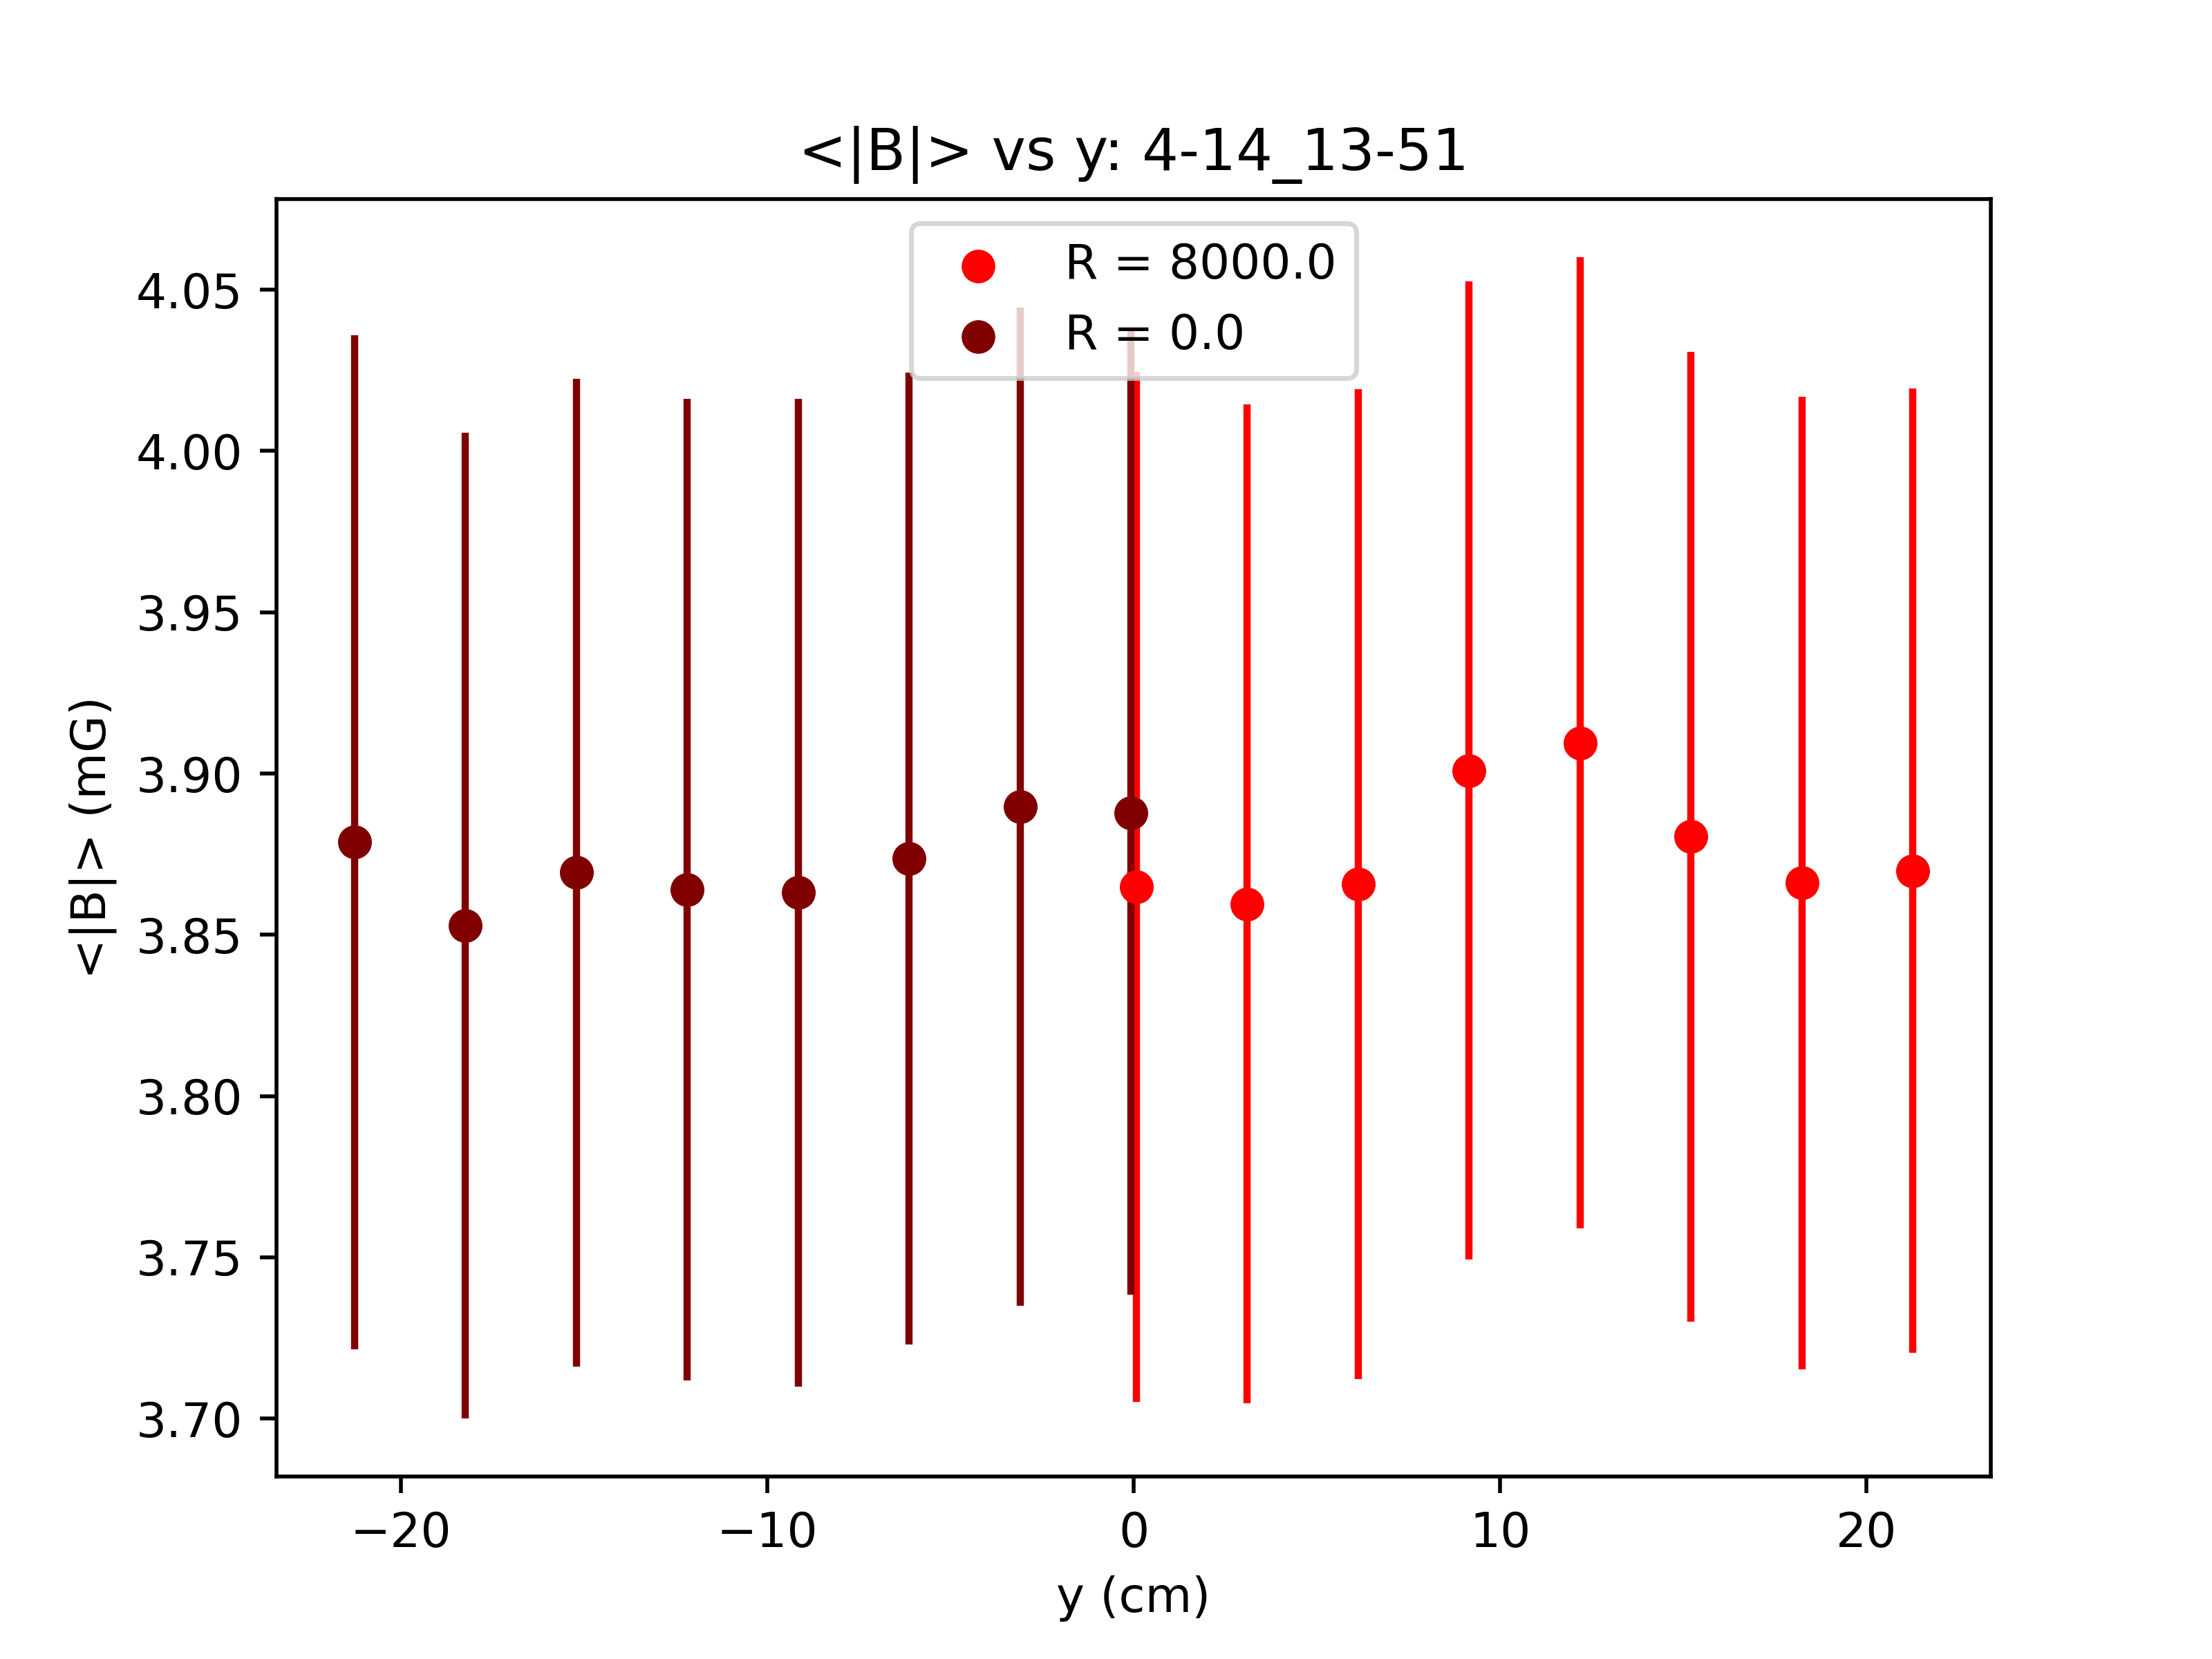 <|B|> vs y: 4-14_13-51
R = 8000.0
R = 0.0
4.05
4.00
3.95
3.90
3.85
3.80
3.75
3.70
<|B|> (mG)
−20 −10 0 10 20
y (cm)